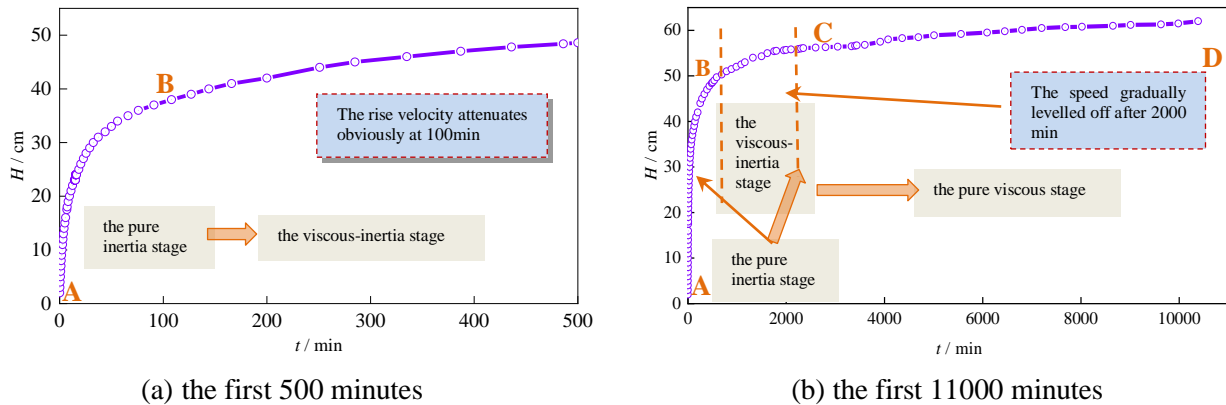 50
40
30
20
10
0
H / cm
B
The rise velocity attenuates
obviously at 100min
the pure
inertia stage
the viscous-inertia stage
A
0 100 200 300 400 500
t / min
(a) the first 500 minutes
60
50
40
30
20
10
0
H / cm
C
B
D
the
viscous-
inertia
stage
The speed gradually
levelled off after 2000
min
the pure viscous stage
the pure
inertia stage
A
0 2000 4000 6000 8000 10000
t / min
(b) the first 11000 minutes